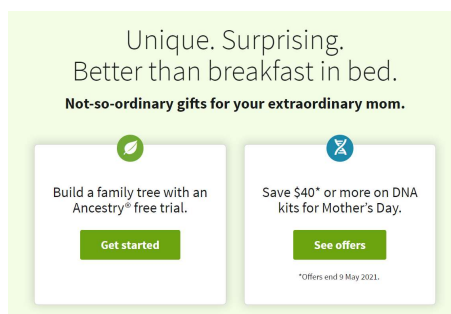 Unique. Surprising.
Better than breakfast in bed.
Not-so-ordinary gifts for your extraordinary mom.
Build a family tree with an
Ancestry® free trial.
Get started
Save $40* or more on DNA
kits for Mother's Day.
See offers
*Offers end 9 May 2021.